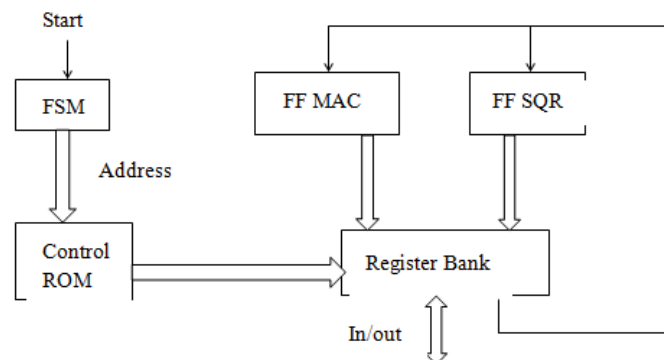 Start
FSM
FF MAC
FF SQR
Address
Control
ROM
Register Bank
In/out